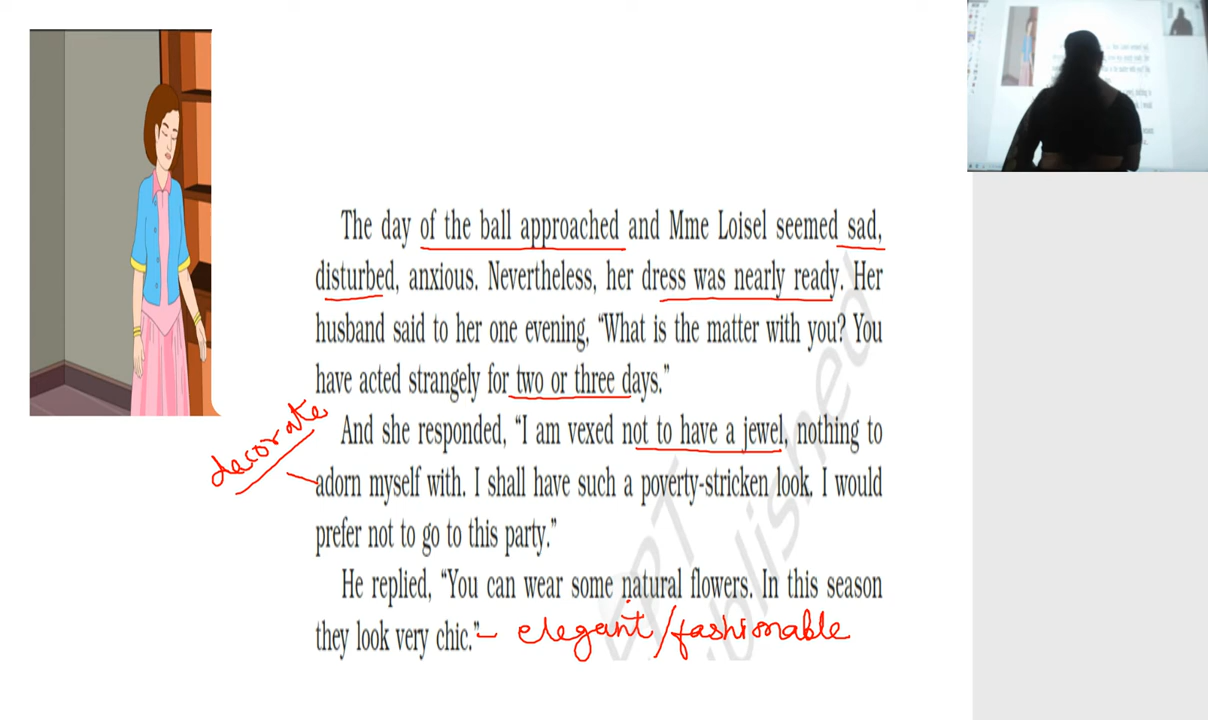 The day of the ball approached and Mme Loisel seemed sad,
disturbed, anxious. Nevertheless, her dress was nearly ready. Her
husband said to her one evening, “What is the matter with you? You
have acted strangely for two or three days.”
And she responded, “I am vexed not to have a jewel, nothing to
decorate
adorn myself with. I shall have such a poverty-stricken look, I would
prefer not to go to this party.”
He replied, “You can wear some natural flowers. In this season
they look very chic.” - elegant/fashionable